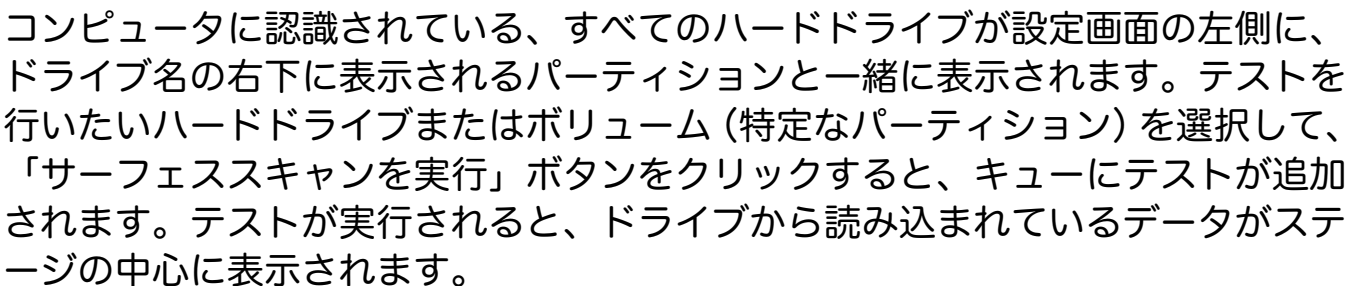 コンピュータに認識されている、すべてのハードドライブが設定画面の左側に、
ドライブ名の右下に表示されるパーティションと一緒に表示されます。テストを
行いたいハードドライブまたはボリューム (特定なパーティション) を選択して、
「サーフェススキャンを実行」ボタンをクリックすると、キューにテストが追加
されます。テストが実行されると、ドライブから読み込まれているデータがステ
ージの中心に表示されます。